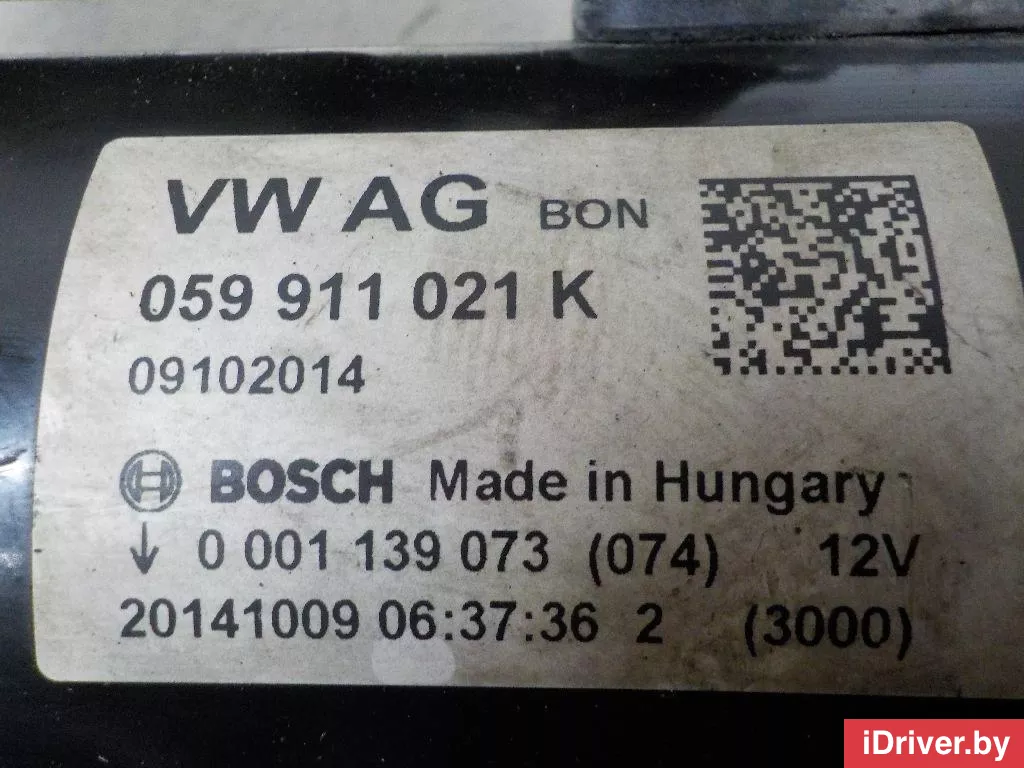 VW AG BON
059 911 021 K
09102014
BOSCH Made in Hungary
↓ 0 001 139 073 (074) 12V
20141009 06:37:36 2 (3000)
iDriver.by